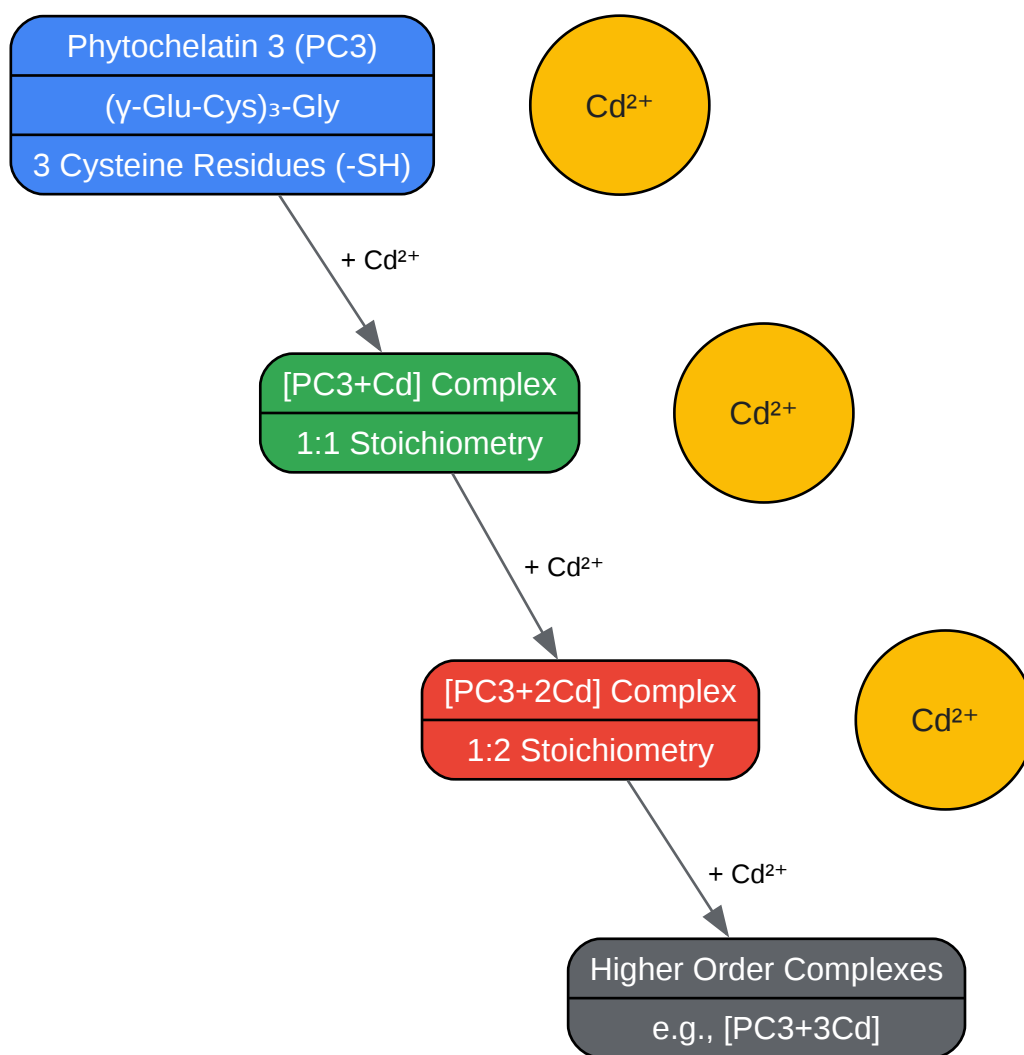 Phytochelatin 3 (PC3)
(γ-Glu-Cys)₃-Gly
3 Cysteine Residues (-SH)
Cd²⁺
+ Cd²⁺
[PC3+Cd] Complex
1:1 Stoichiometry
Cd²⁺
+ Cd²⁺
[PC3+2Cd] Complex
1:2 Stoichiometry
Cd²⁺
+ Cd²⁺
Higher Order Complexes
e.g., [PC3+3Cd]